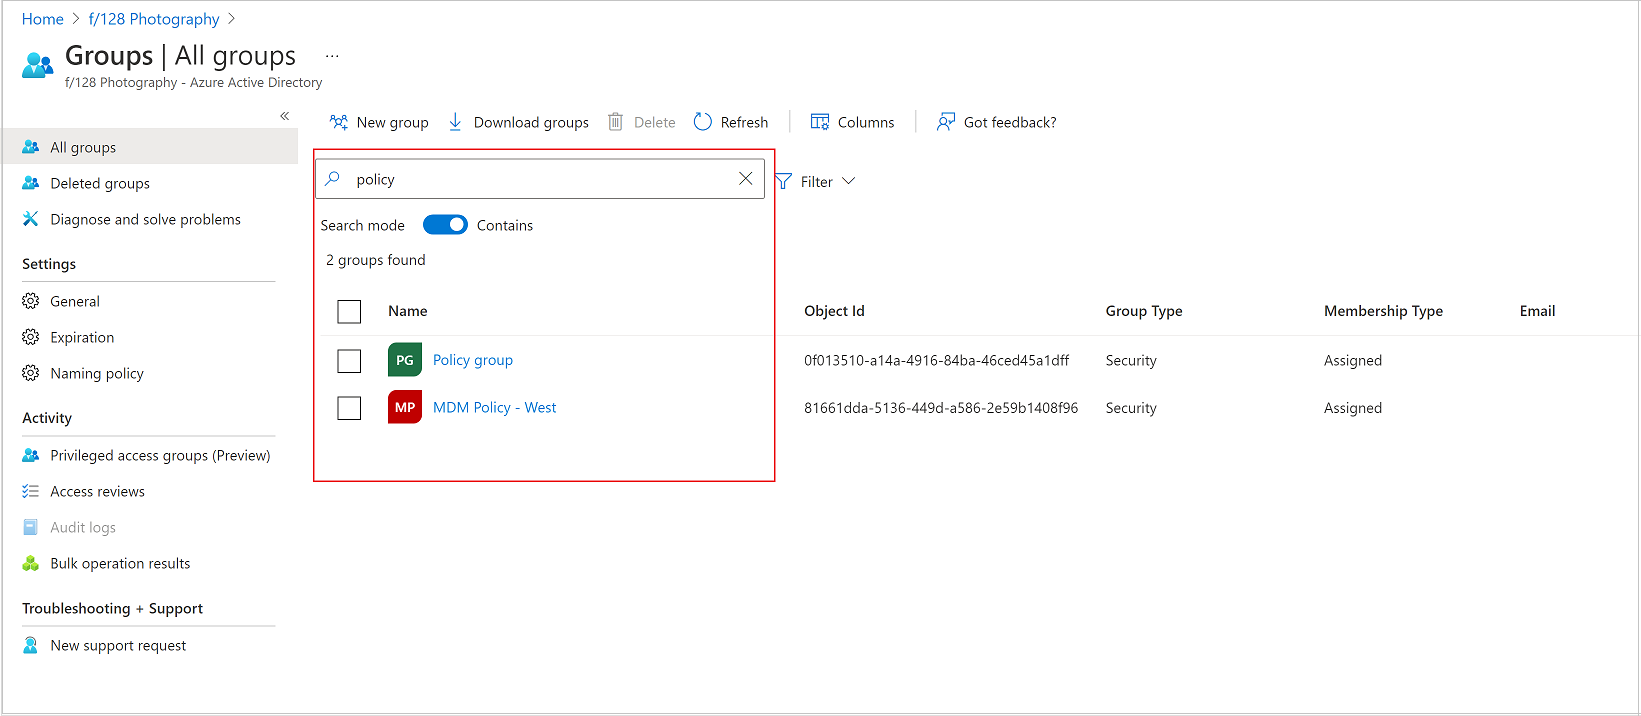 Home > f/128 Photography >
Groups | All groups ...
f/128 Photography - Azure Active Directory
«
New group Download groups Delete Refresh Columns Got feedback?
All groups
Deleted groups
Diagnose and solve problems
Settings
General
Expiration
Naming policy
Activity
Privileged access groups (Preview)
Access reviews
Audit logs
Bulk operation results
Troubleshooting + Support
New support request
policy Filter
Search mode Contains
2 groups found
Name Object Id Group Type Membership Type Email
PG Policy group 0f013510-a14a-4916-84ba-46ced45a1dff Security Assigned
MP MDM Policy - West 81661dda-5136-449d-a586-2e59b1408f96 Security Assigned